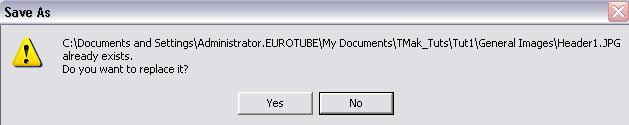 Save As
C:\Documents and Settings\Administrator.EUROTUBE\My Documents\TMak_Tuts\Tut1\General Images\Header1.JPG
already exists.
Do you want to replace it?
Yes No